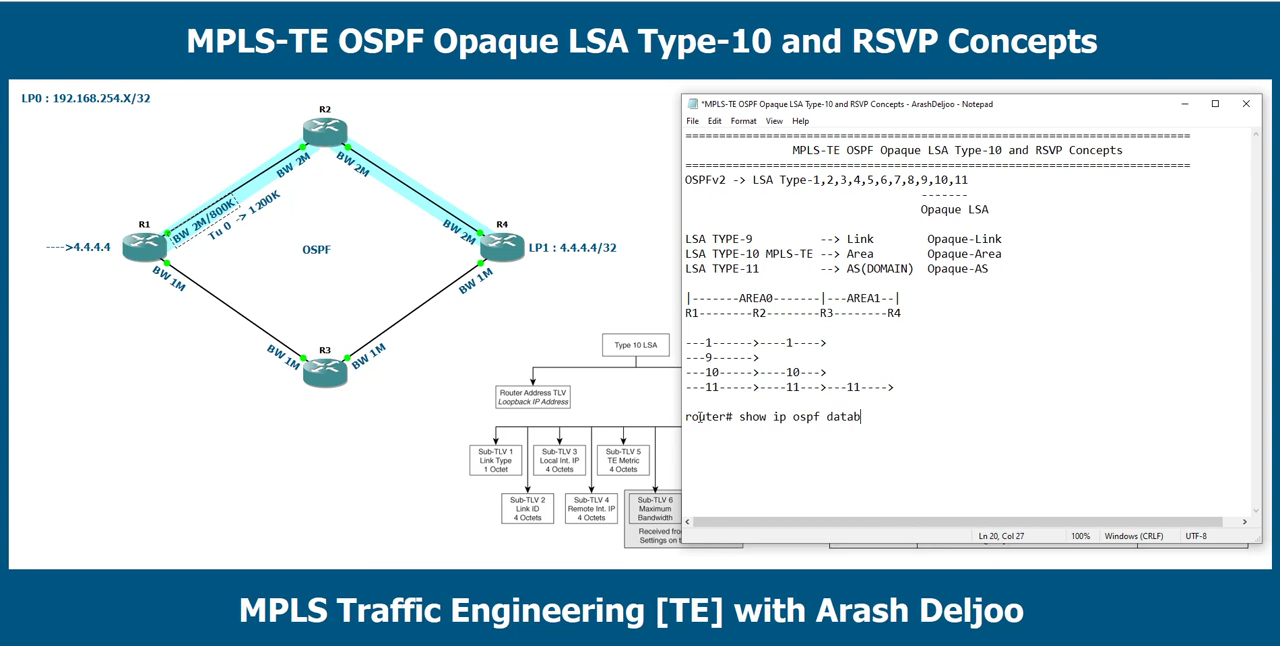 MPLS-TE OSPF Opaque LSA Type-10 and RSVP Concepts
LP0 : 192.168.254.X/32
R2
BW 2M
BW 2M
BW 2M/800K
Tu 0 -> 1200K
R1
---->4.4.4.4
OSPF
BW 2M
R4
LP1 : 4.4.4.4/32
BW 1M
BW 1M
R3
BW 1M
BW 1M
Type 10 LSA
Router Address TLV
Loopback IP Address
Sub-TLV 1
Link Type
1 Octet
Sub-TLV 3
Local Int. IP
4 Octets
Sub-TLV 5
TE Metric
4 Octets
Sub-TLV 2
Link ID
4 Octets
Sub-TLV 4
Remote Int. IP
4 Octets
Sub-TLV 6
Maximum
Bandwidth
Received
Settings on
*MPLS-TE OSPF Opaque LSA Type-10 and RSVP Concepts - ArashDeljoo - Notepad
File Edit Format View Help
===========================================================================
MPLS-TE OSPF Opaque LSA Type-10 and RSVP Concepts
===========================================================================
OSPFv2 -> LSA Type-1,2,3,4,5,6,7,8,9,10,11
-------
Opaque LSA
LSA TYPE-9 --> Link Opaque-Link
LSA TYPE-10 MPLS-TE --> Area Opaque-Area
LSA TYPE-11 --> AS(DOMAIN) Opaque-AS
|-------AREA0-------|---AREA1--|
R1--------R2--------R3--------R4
---1------>----1---->
---9------>
---10----->----10--->
---11----->----11--->---11---->
router# show ip ospf datab
Ln 20, Col 27 100% Windows (CRLF) UTF-8
MPLS Traffic Engineering [TE] with Arash Deljoo